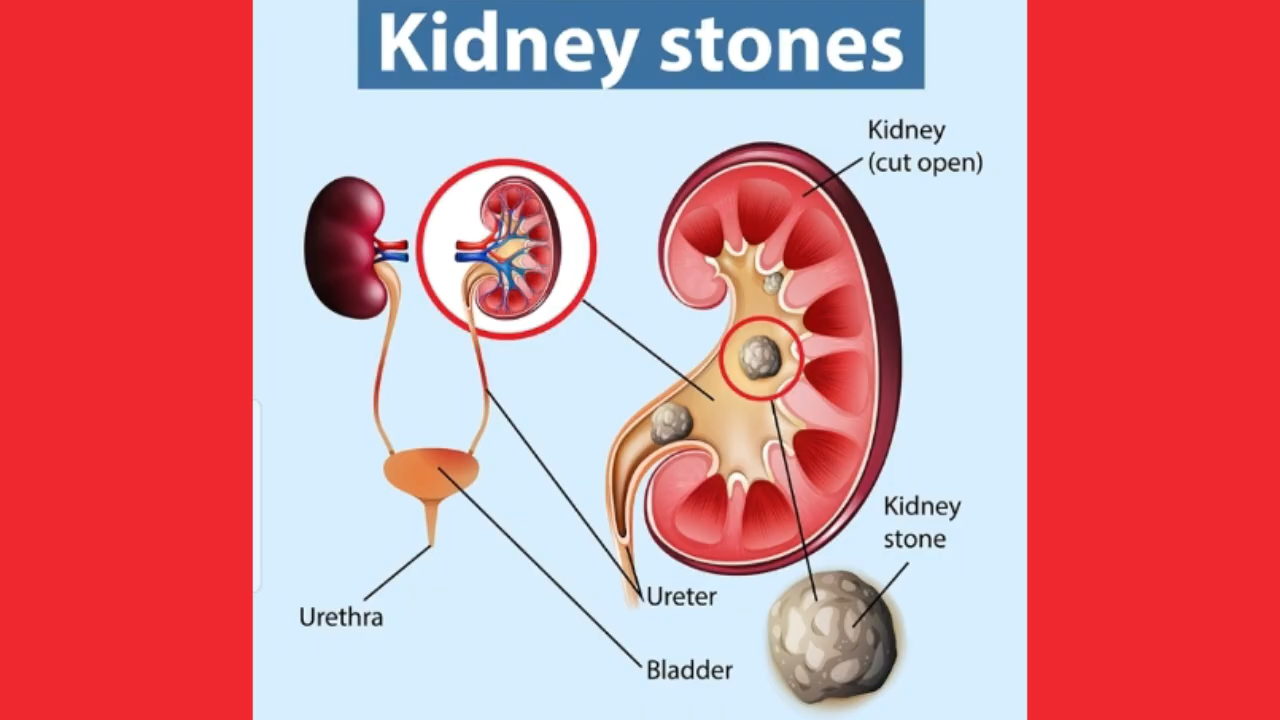 Kidney stones
Kidney
(cut open)
Kidney
stone
Ureter
Urethra
Bladder